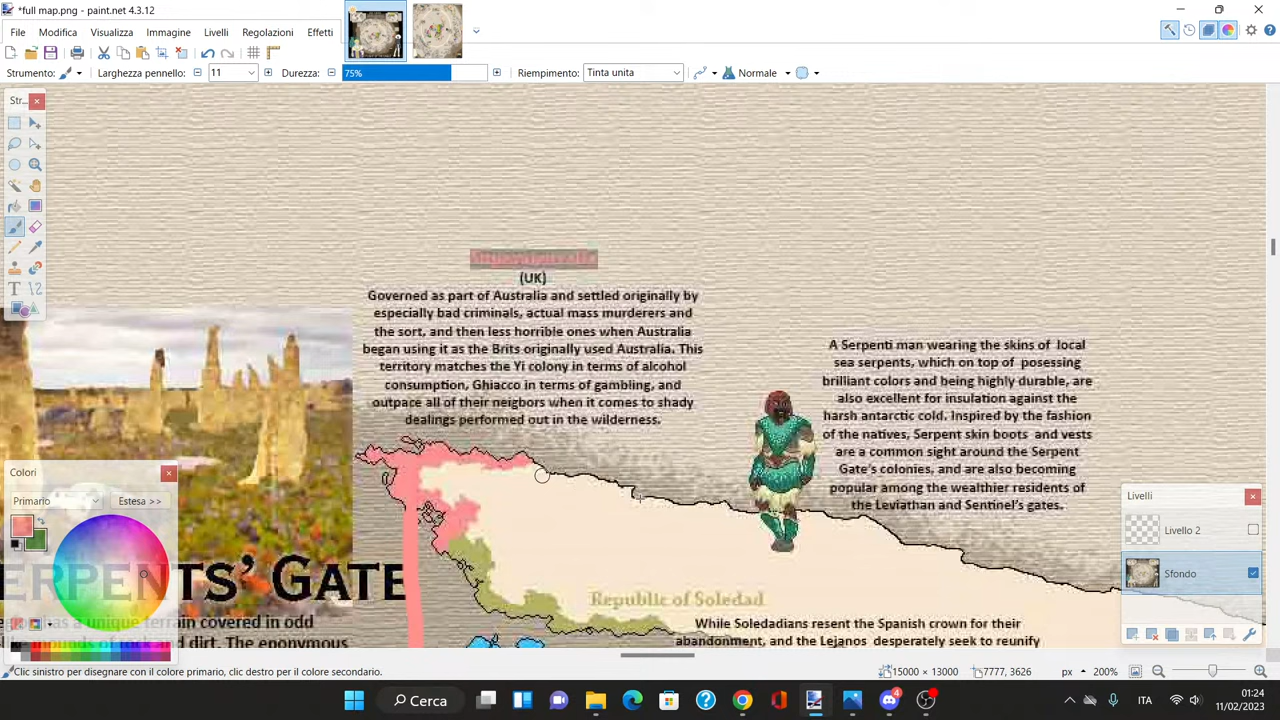 *full map.png - paint.net 4.3.12
File Modifica Visualizza Immagine Livelli Regolazioni Effetti
Strumento: Larghezza pennello: 11 Durezza: 75% Riempimento: Tinta unita Normale
Str...
(UK)
Governed as part of Australia and settled originally by
especially bad criminals, actual mass murderers and
the sort, and then less horrible ones when Australia
began using it as the Brits originally used Australia. This
territory matches the Yi colony in terms of alcohol
consumption, Ghiacco in terms of gambling, and
outpace all of their neigbors when it comes to shady
dealings performed out in the wilderness.
A Serpenti man wearing the skins of local
sea serpents, which on top of posessing
brilliant colors and being highly durable, are
also excellent for insulation against the
harsh antarctic cold. Inspired by the fashion
of the natives, Serpent skin boots and vests
are a common sight around the Serpent
Gate's colonies, and are also becoming
popular among the wealthier residents of
the Leviathan and Sentinel's gates.
Colori
Primario Estesa >>
Livelli
Livello 2
Sfondo
ERPENTS' GATE
has a unique terrain covered in odd
mounds of rock and dirt. The eponymous
Republic of Soledad
While Soledadians resent the Spanish crown for their
abandonment, and the Lejanos desperately seek to reunify
Clic sinistro per disegnare con il colore primario, clic destro per il colore secondario.
15000 × 13000 7777, 3626 px 200%
Cerca
4
ITA
01:24
11/02/2023